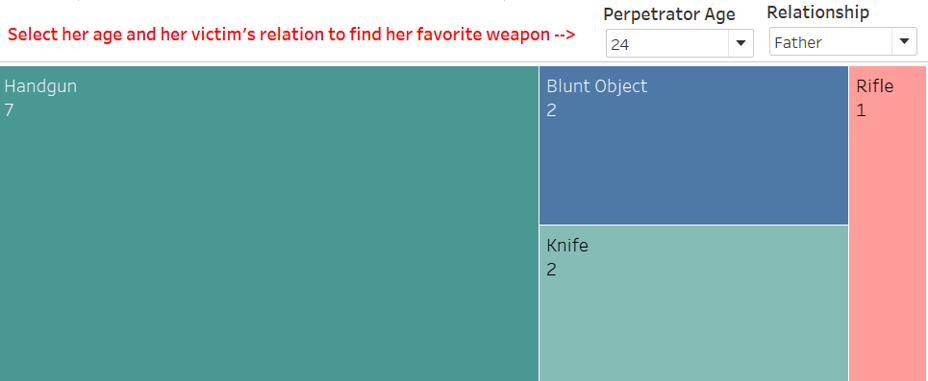 Select her age and her victim's relation to find her favorite weapon -->
Perpetrator Age
24
Relationship
Father
Handgun
7
Blunt Object
2
Knife
2
Rifle
1